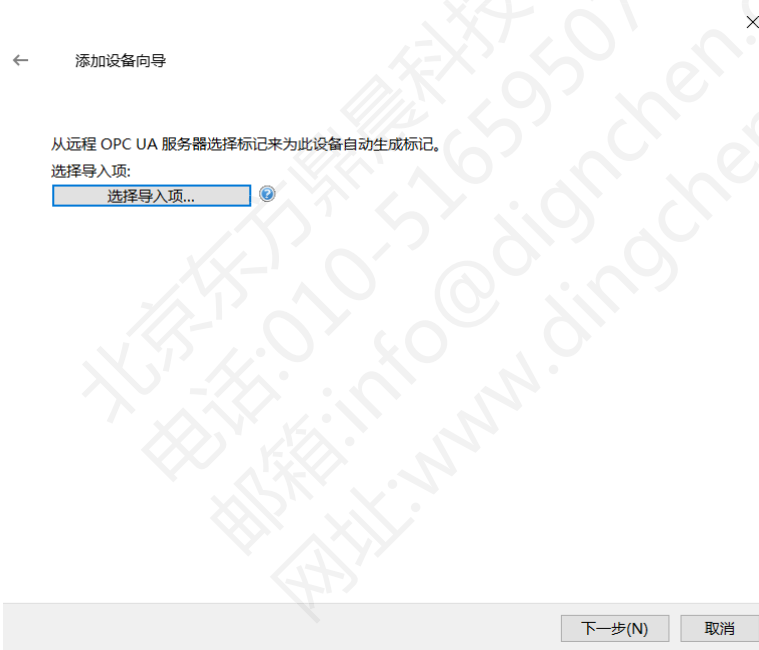 添加设备向导
从远程 OPC UA 服务器选择标记来为此设备自动生成标记。
选择导入项:
选择导入项...
下一步(N)
取消
北京东方鼎晨科技
电话:010-51659507
邮箱:info@dignchen.c
网址:www.dingchen